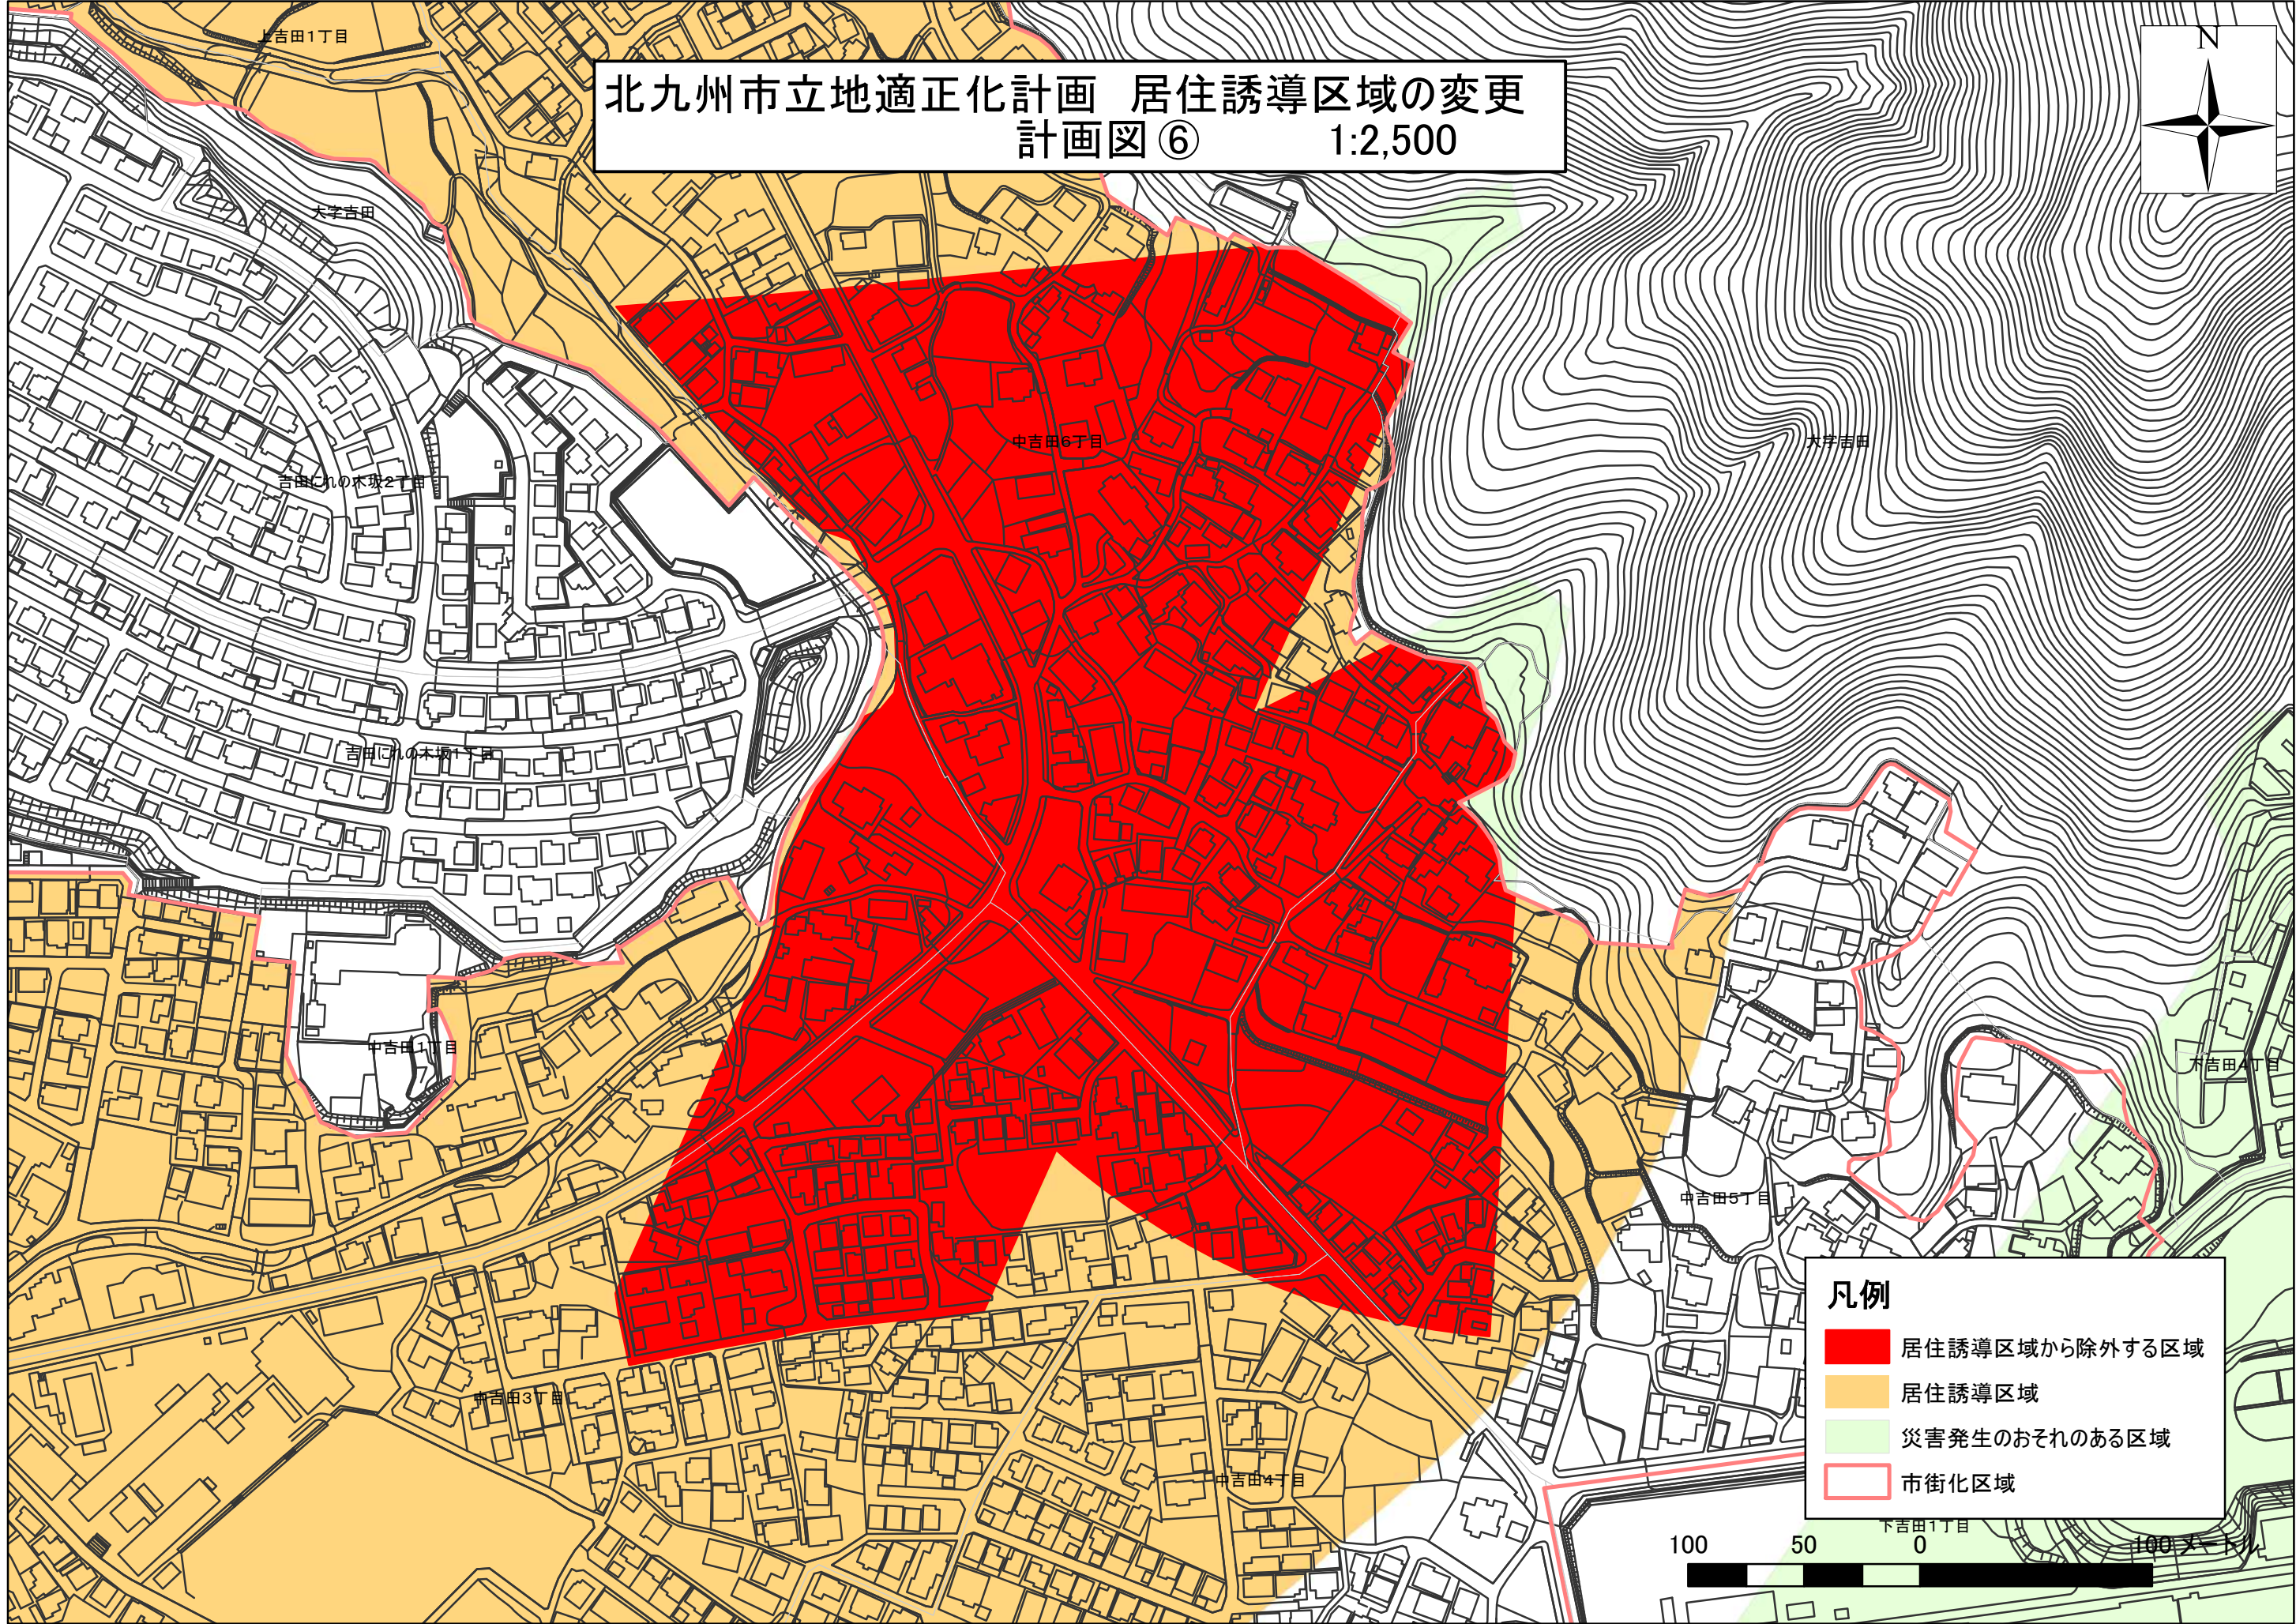 上吉田1丁目
N
北九州市立地適正化計画　居住誘導区域の変更
計画図⑥　1:2,500
大字吉田
中吉田6丁目
大字吉田
吉田にれの木坂2丁目
吉田にれの木坂1丁目
中吉田1丁目
下吉田4丁目
中吉田5丁目
凡例
居住誘導区域から除外する区域
居住誘導区域
災害発生のおそれのある区域
市街化区域
中吉田3丁目
中吉田4丁目
下吉田1丁目
100 50 0 100 メートル